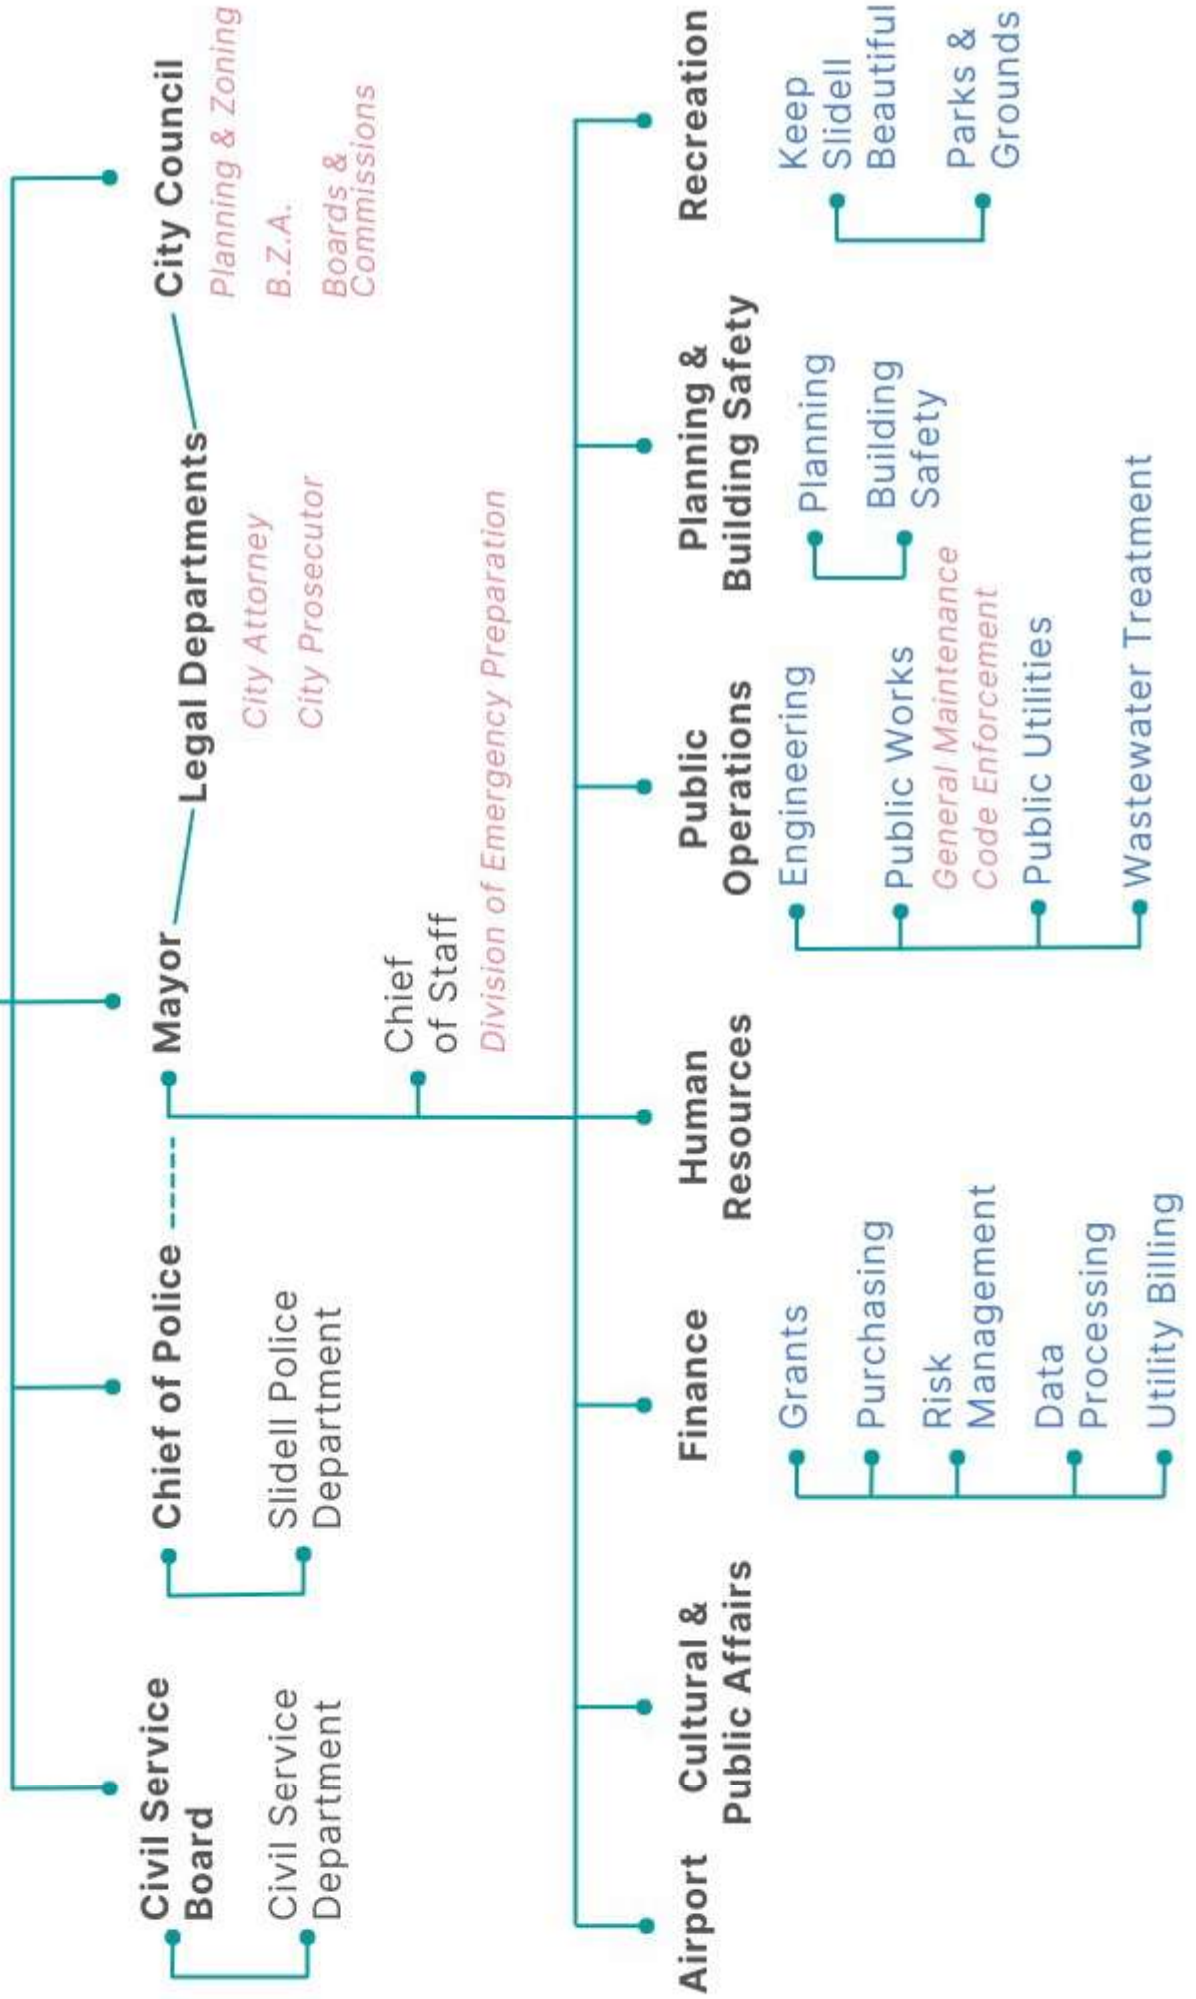 Civil Service
Board
Civil Service
Department
Chief of Police
Slidell Police
Department
Mayor
Chief
of Staff
Division of Emergency Preparation
Legal Departments
City Attorney
City Prosecutor
City Council
Planning & Zoning
B.Z.A.
Boards &
Commissions
Airport
Cultural &
Public Affairs
Finance
Grants
Purchasing
Risk
Management
Data
Processing
Utility Billing
Human
Resources
Public
Operations
Engineering
Public Works
General Maintenance
Code Enforcement
Public Utilities
Wastewater Treatment
Planning &
Building Safety
Planning
Building
Safety
Recreation
Keep
Slidell
Beautiful
Parks &
Grounds